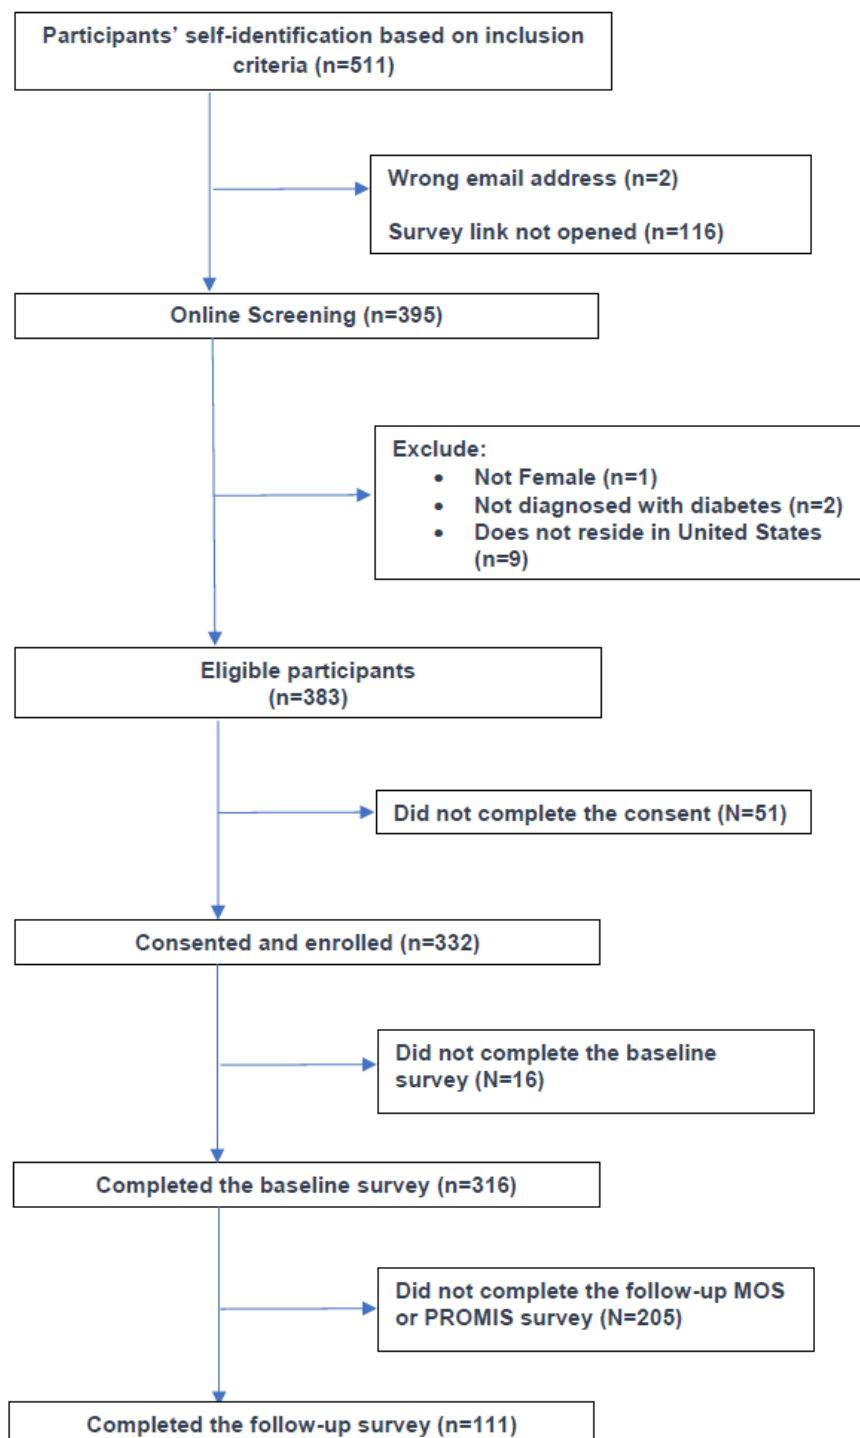 Participants' self-identification based on inclusion
criteria (n=511)
Wrong email address (n=2)
Survey link not opened (n=116)
Online Screening (n=395)
Exclude:
• Not Female (n=1)
• Not diagnosed with diabetes (n=2)
• Does not reside in United States
(n=9)
Eligible participants
(n=383)
Did not complete the consent (N=51)
Consented and enrolled (n=332)
Did not complete the baseline
survey (N=16)
Completed the baseline survey (n=316)
Did not complete the follow-up MOS
or PROMIS survey (N=205)
Completed the follow-up survey (n=111)